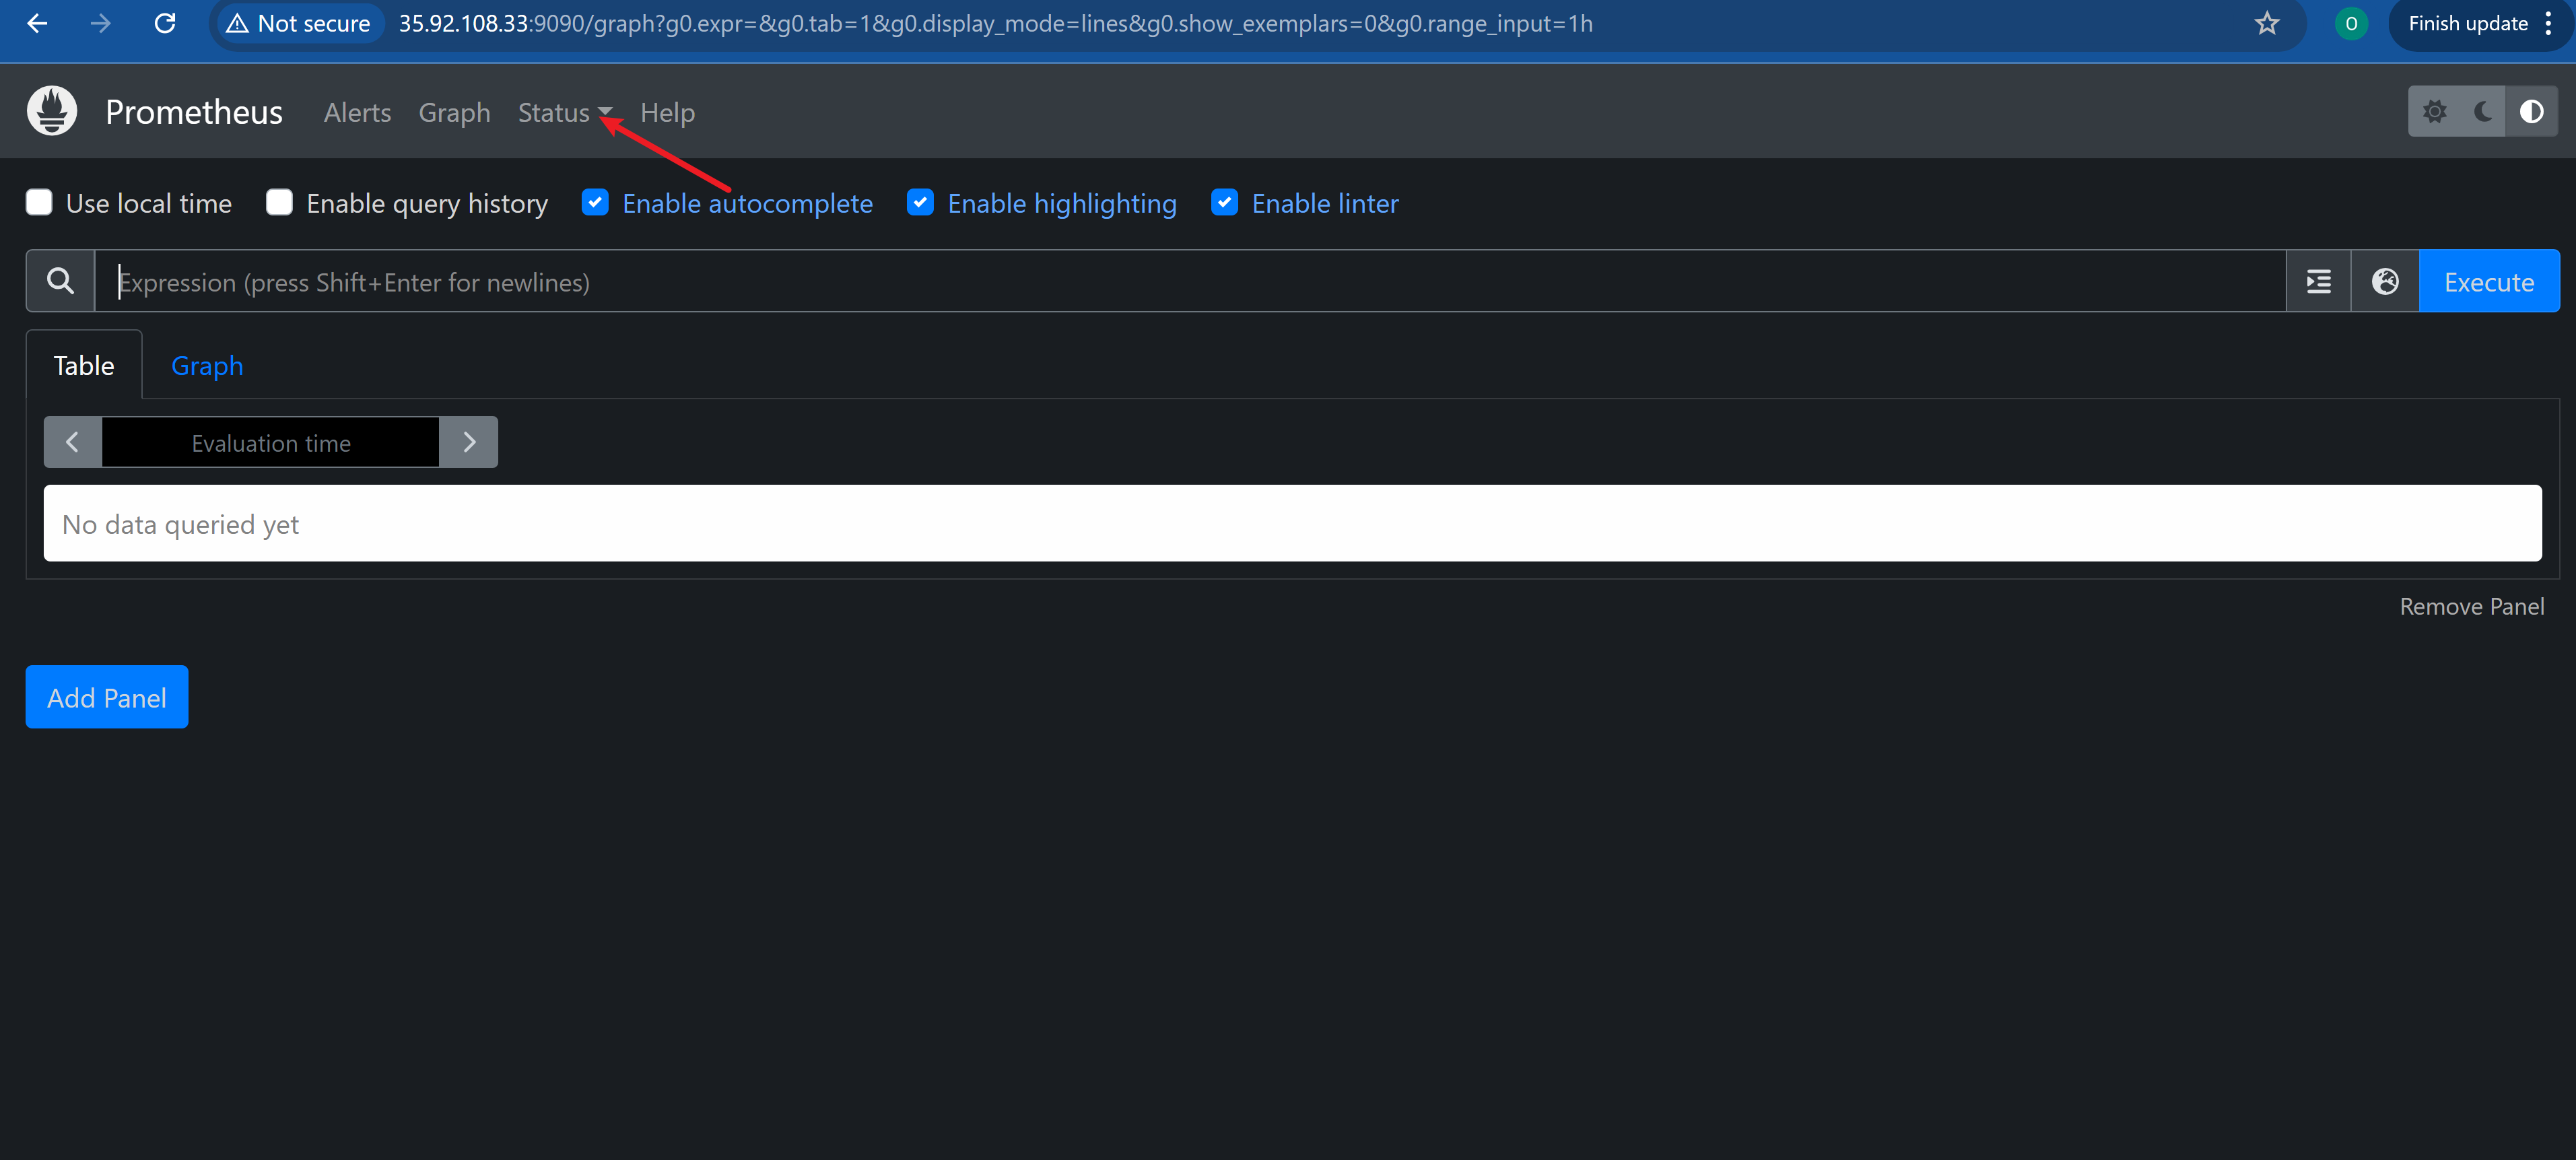 Not secure 35.92.108.33:9090/graph?g0.expr=&g0.tab=1&g0.display_mode=lines&g0.show_exemplars=0&g0.range_input=1h O Finish update
Prometheus Alerts Graph Status Help
Use local time Enable query history Enable autocomplete Enable highlighting Enable linter
Expression (press Shift+Enter for newlines) Execute
Table Graph
Evaluation time
No data queried yet
Remove Panel
Add Panel